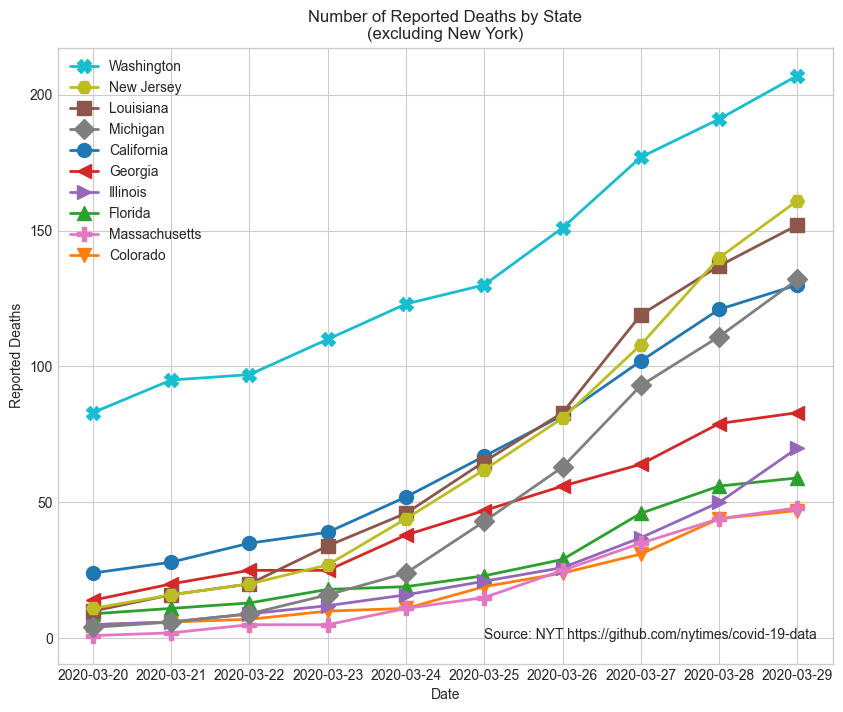 Number of Reported Deaths by State
(excluding New York)
Washington
New Jersey
Louisiana
Michigan
California
Georgia
Illinois
Florida
Massachusetts
Colorado
200
150
100
50
0
Reported Deaths
Source: NYT https://github.com/nytimes/covid-19-data
2020-03-20 2020-03-21 2020-03-22 2020-03-23 2020-03-24 2020-03-25 2020-03-26 2020-03-27 2020-03-28 2020-03-29
Date